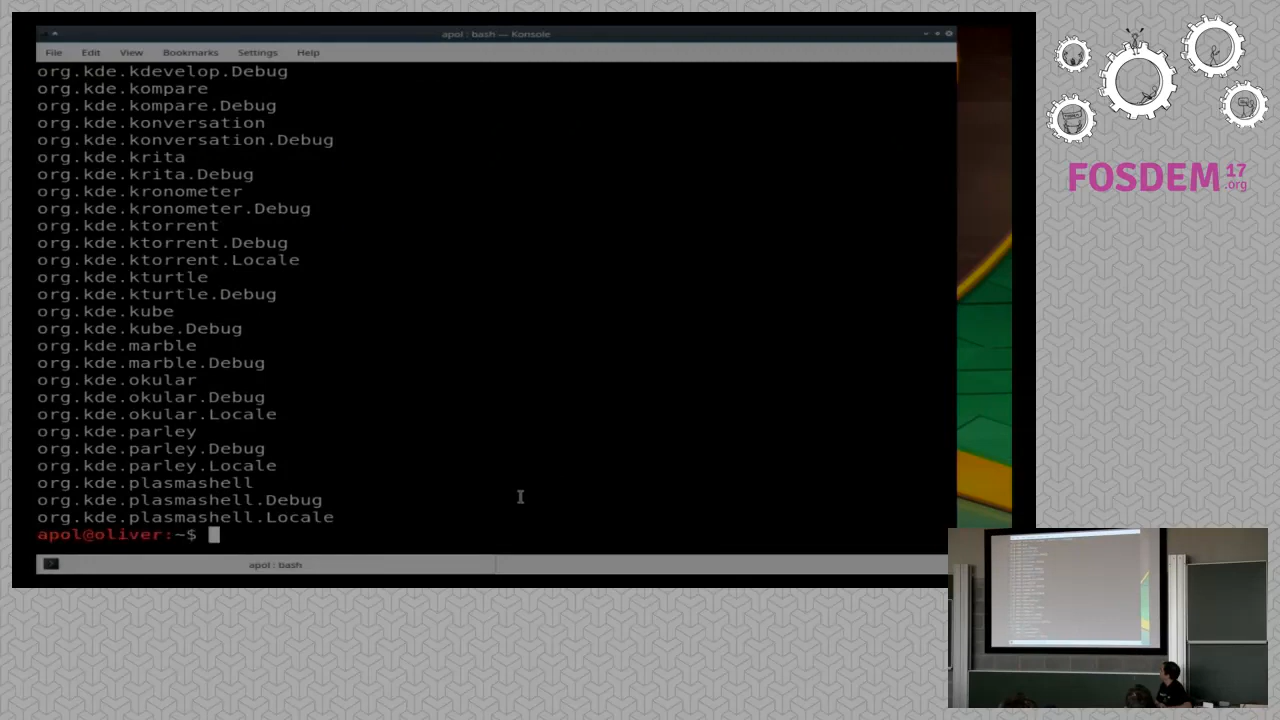 apol : bash — Konsole
File Edit View Bookmarks Settings Help
org.kde.kdevelop.Debug
org.kde.kompare
org.kde.kompare.Debug
org.kde.konversation
org.kde.konversation.Debug
org.kde.krita
org.kde.krita.Debug
org.kde.kronometer
org.kde.kronometer.Debug
org.kde.ktorrent
org.kde.ktorrent.Debug
org.kde.ktorrent.Locale
org.kde.kturtle
org.kde.kturtle.Debug
org.kde.kube
org.kde.kube.Debug
org.kde.marble
org.kde.marble.Debug
org.kde.okular
org.kde.okular.Debug
org.kde.okular.Locale
org.kde.parley
org.kde.parley.Debug
org.kde.parley.Locale
org.kde.plasmashell
org.kde.plasmashell.Debug
org.kde.plasmashell.Locale
apol@oliver:~$
apol : bash
FOSDEM 17 .org